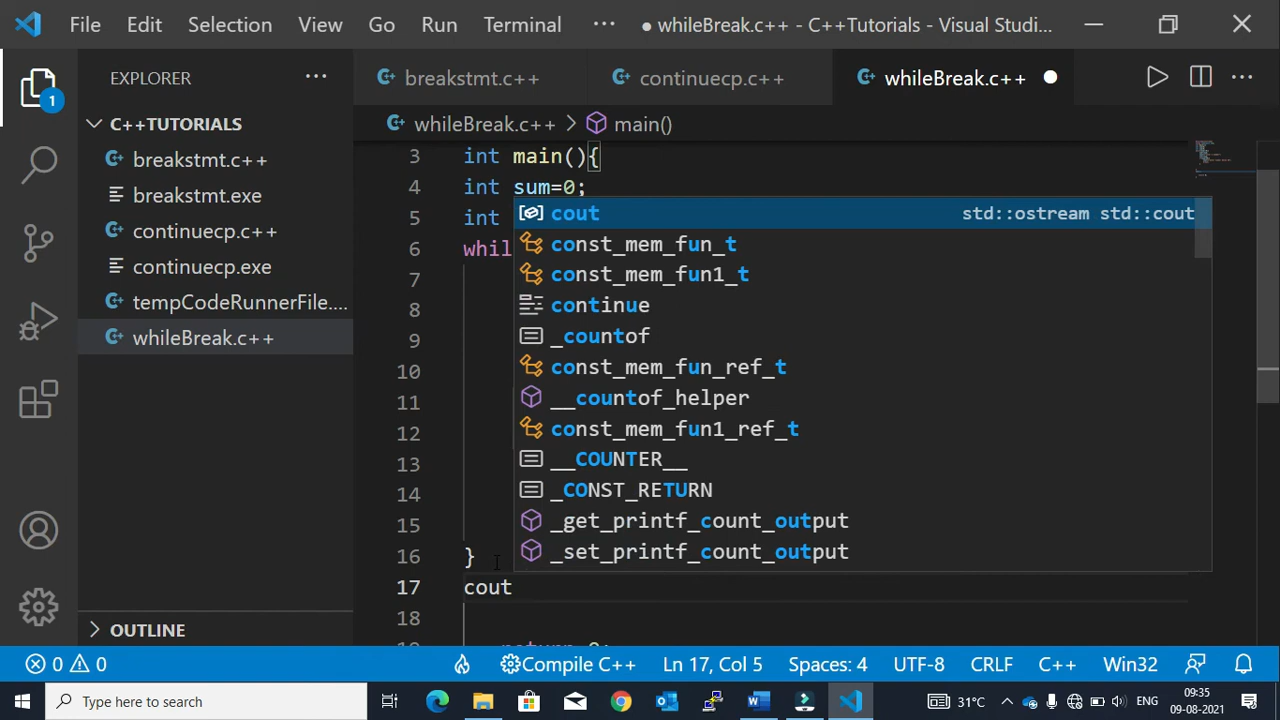 File Edit Selection View Go Run Terminal ··· ● whileBreak.c++ - C++Tutorials - Visual Studi...
EXPLORER ···
breakstmt.c++ continuecp.c++ whileBreak.c++ ●
C++TUTORIALS
breakstmt.c++
breakstmt.exe
continuecp.c++
continuecp.exe
tempCodeRunnerFile....
whileBreak.c++
OUTLINE
1
whileBreak.c++ > main()
3 int main(){
4 int sum=0;
5 int
6 whil
7
8
9
10
11
12
13
14
15
16 }
17 cout
18
cout std::ostream std::cout
const_mem_fun_t
const_mem_fun1_t
continue
_countof
const_mem_fun_ref_t
__countof_helper
const_mem_fun1_ref_t
__COUNTER__
_CONST_RETURN
_get_printf_count_output
_set_printf_count_output
0 0 Compile C++ Ln 17, Col 5 Spaces: 4 UTF-8 CRLF C++ Win32
Type here to search 31°C ENG 09:35
09-08-2021